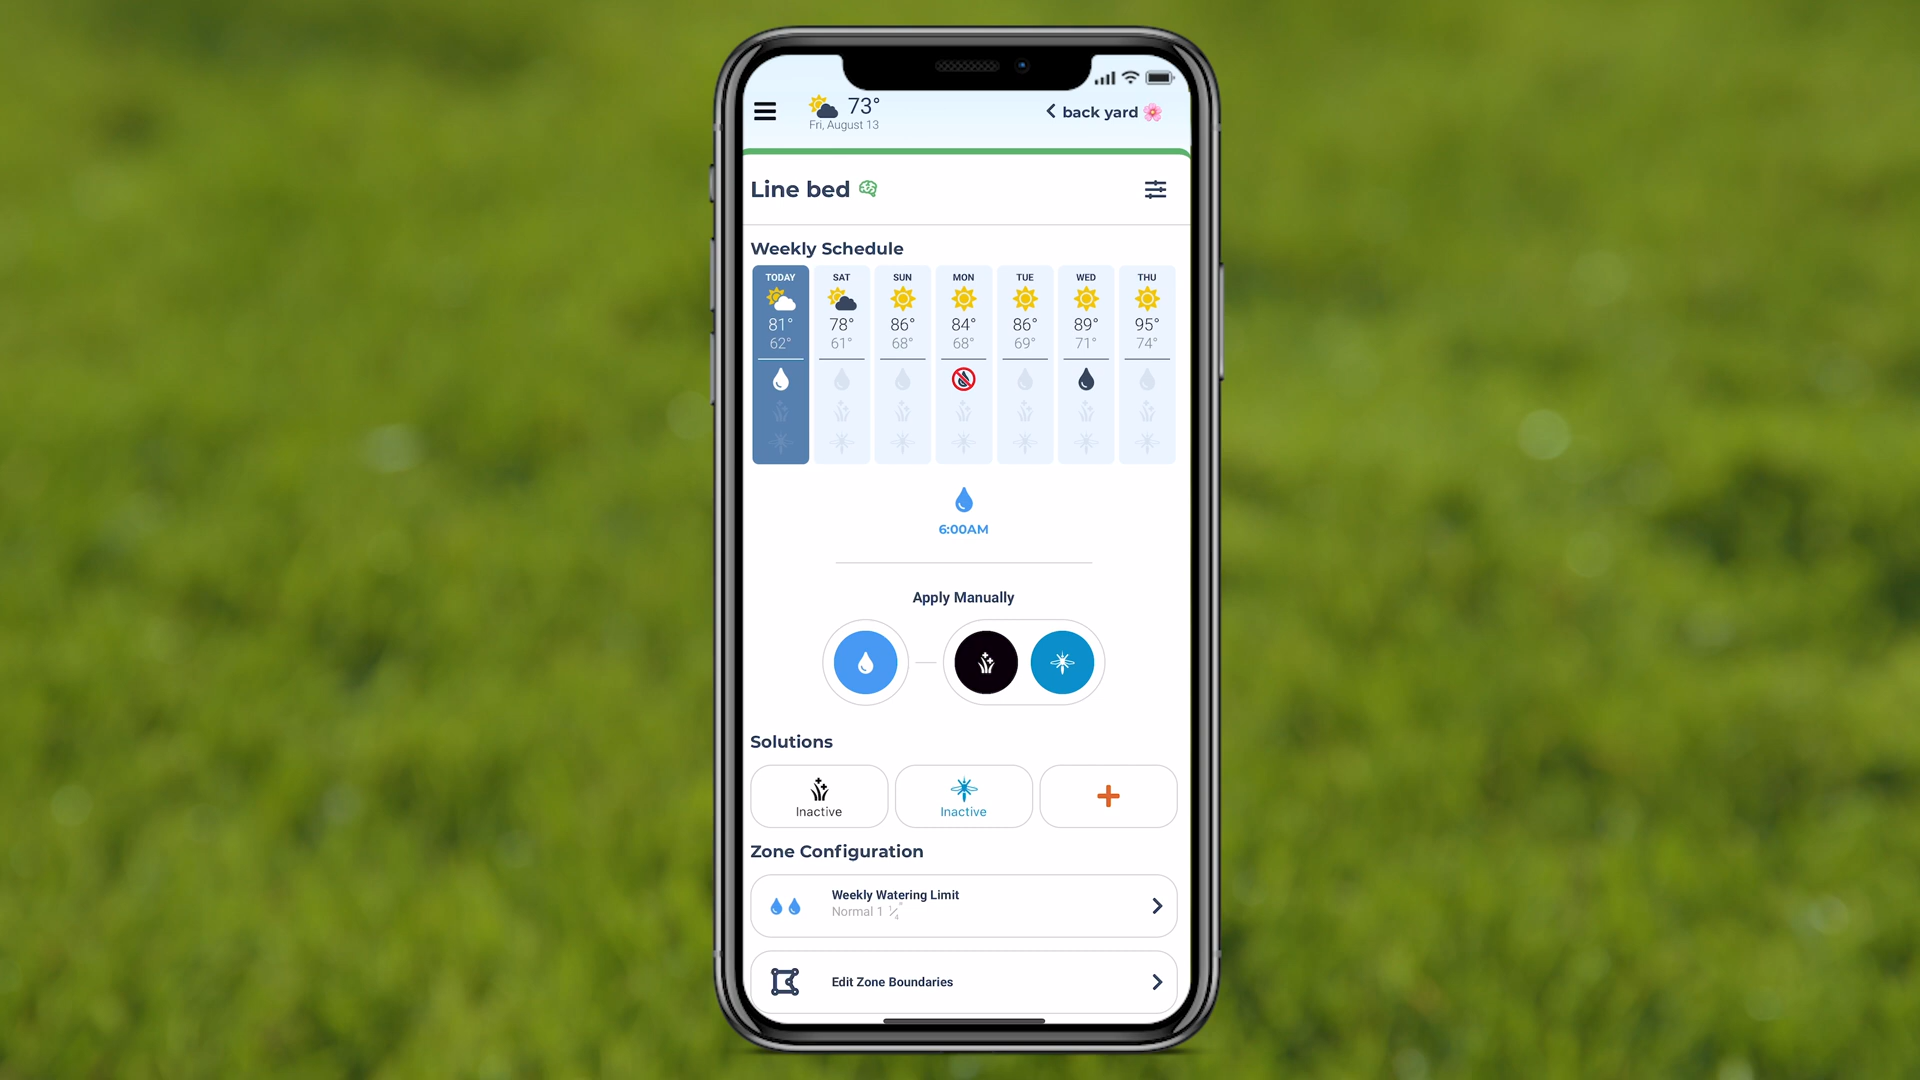 73°
Fri, August 13
back yard
Line bed
Weekly Schedule
TODAY SAT SUN MON TUE WED THU
81° 78° 86° 84° 86° 89° 95°
62° 61° 68° 68° 69° 71° 74°
6:00AM
Apply Manually
Solutions
Inactive Inactive
Zone Configuration
Weekly Watering Limit
Normal 1 ¼"
Edit Zone Boundaries